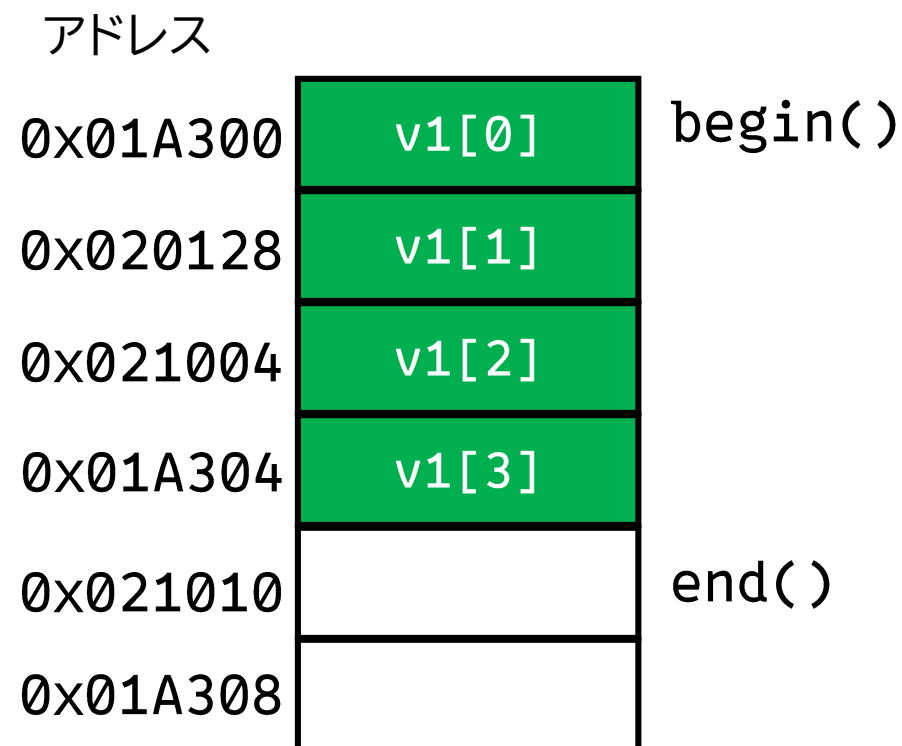 アドレス
0x01A300 v1[0] begin()
0x020128 v1[1]
0x021004 v1[2]
0x01A304 v1[3]
0x021010 end()
0x01A308